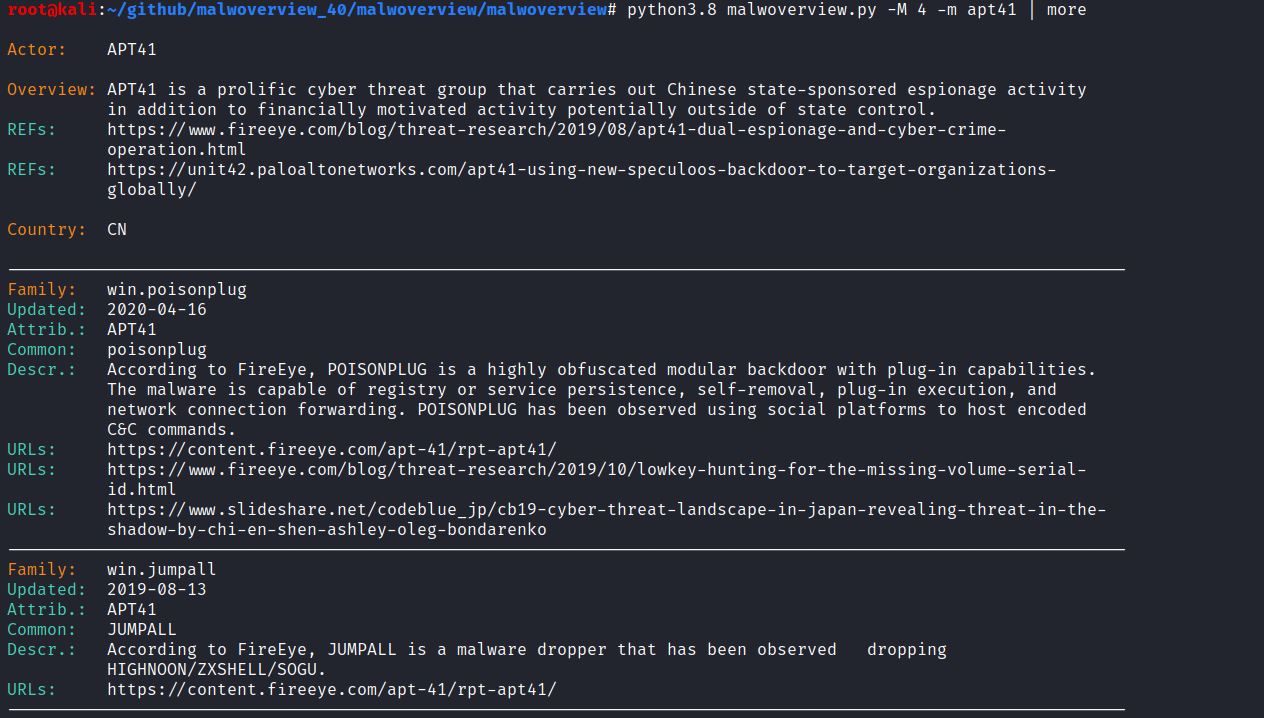 root@kali:~/github/malwoverview_40/malwoverview/malwoverview# python3.8 malwoverview.py -M 4 -m apt41 | more
Actor: APT41
Overview: APT41 is a prolific cyber threat group that carries out Chinese state-sponsored espionage activity
in addition to financially motivated activity potentially outside of state control.
REFs: https://www.fireeye.com/blog/threat-research/2019/08/apt41-dual-espionage-and-cyber-crime-
operation.html
REFs: https://unit42.paloaltonetworks.com/apt41-using-new-speculoos-backdoor-to-target-organizations-
globally/
Country: CN
Family: win.poisonplug
Updated: 2020-04-16
Attrib.: APT41
Common: poisonplug
Descr.: According to FireEye, POISONPLUG is a highly obfuscated modular backdoor with plug-in capabilities.
The malware is capable of registry or service persistence, self-removal, plug-in execution, and
network connection forwarding. POISONPLUG has been observed using social platforms to host encoded
C&C commands.
URLs: https://content.fireeye.com/apt-41/rpt-apt41/
URLs: https://www.fireeye.com/blog/threat-research/2019/10/lowkey-hunting-for-the-missing-volume-serial-
id.html
URLs: https://www.slideshare.net/codeblue_jp/cb19-cyber-threat-landscape-in-japan-revealing-threat-in-the-
shadow-by-chi-en-shen-ashley-oleg-bondarenko
Family: win.jumpall
Updated: 2019-08-13
Attrib.: APT41
Common: JUMPALL
Descr.: According to FireEye, JUMPALL is a malware dropper that has been observed dropping
HIGHNOON/ZXSHELL/SOGU.
URLs: https://content.fireeye.com/apt-41/rpt-apt41/